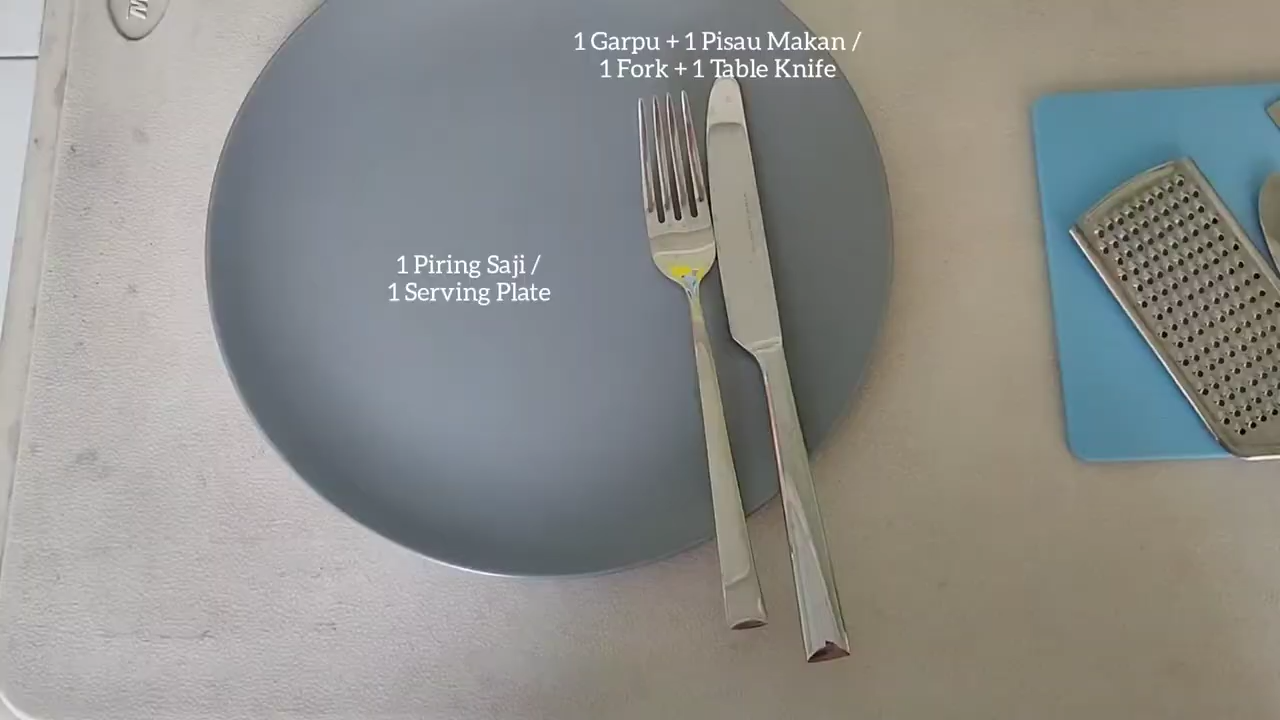 1 Garpu + 1 Pisau Makan /
1 Fork + 1 Table Knife
1 Piring Saji /
1 Serving Plate